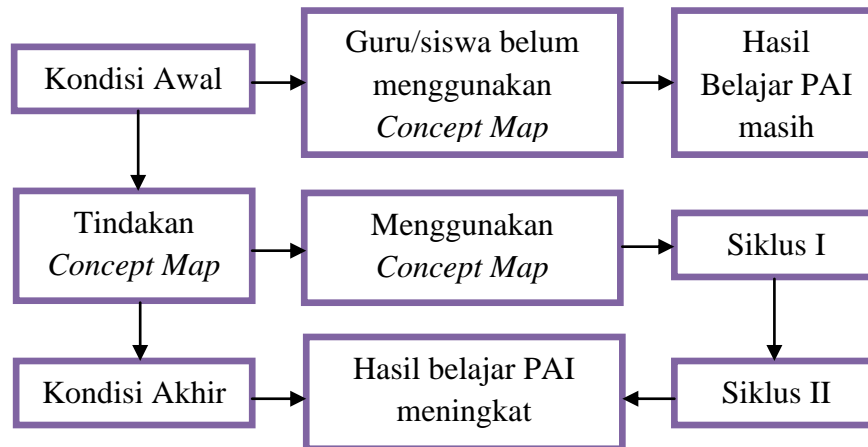 Kondisi Awal
Guru/siswa belum
menggunakan
Concept Map
Hasil
Belajar PAI
masih
Tindakan
Concept Map
Menggunakan
Concept Map
Siklus I
Kondisi Akhir
Hasil belajar PAI
meningkat
Siklus II